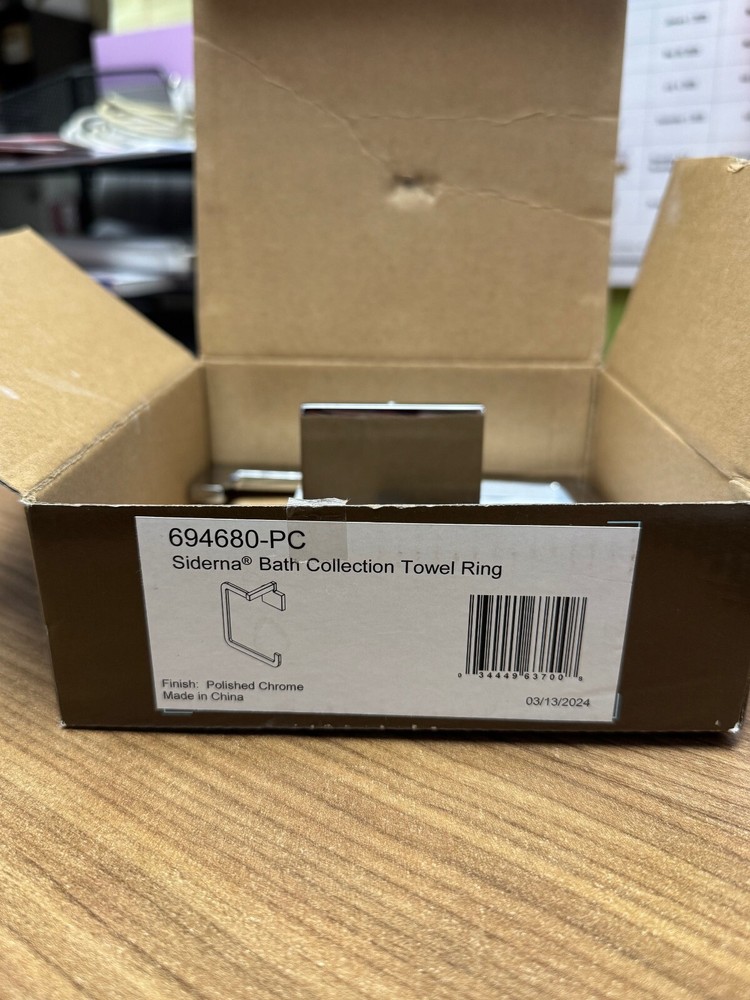 694680-PC
Siderna® Bath Collection Towel Ring
0 34449 63700 8
Finish: Polished Chrome
Made in China
03/13/2024